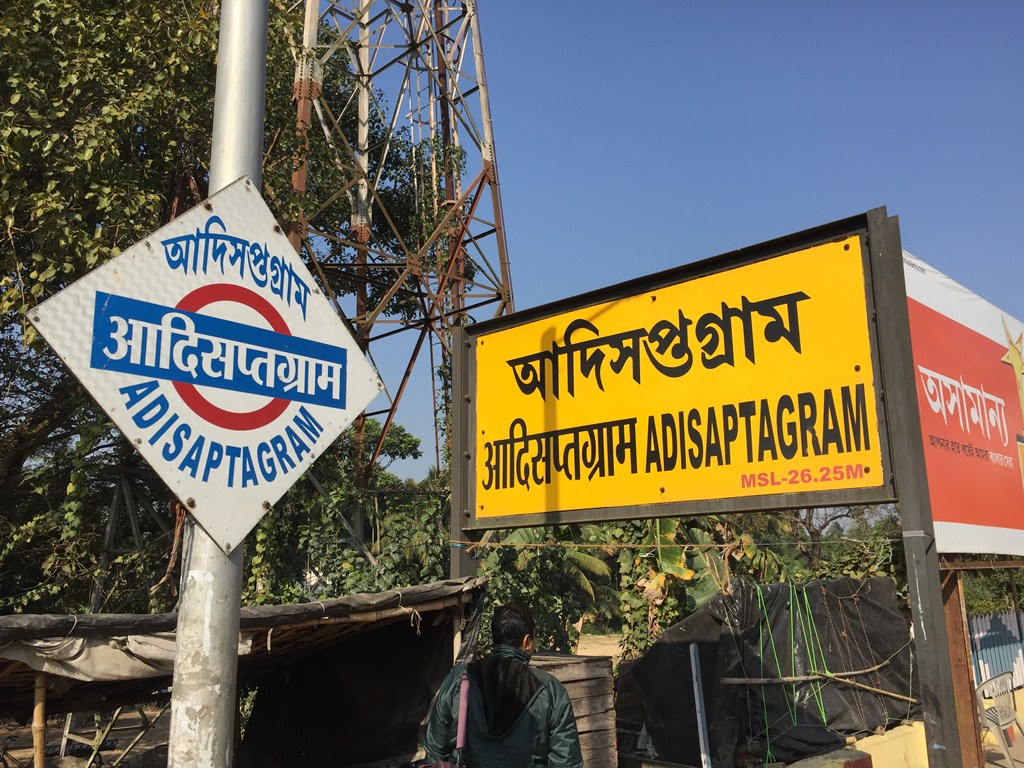 আদিসপ্তগ্রাম
आदिसप्तग्राम
ADISAPTAGRAM
আদিসপ্তগ্রাম
आदिसप्तग्राम ADISAPTAGRAM
MSL-26.25M
অসামান্য